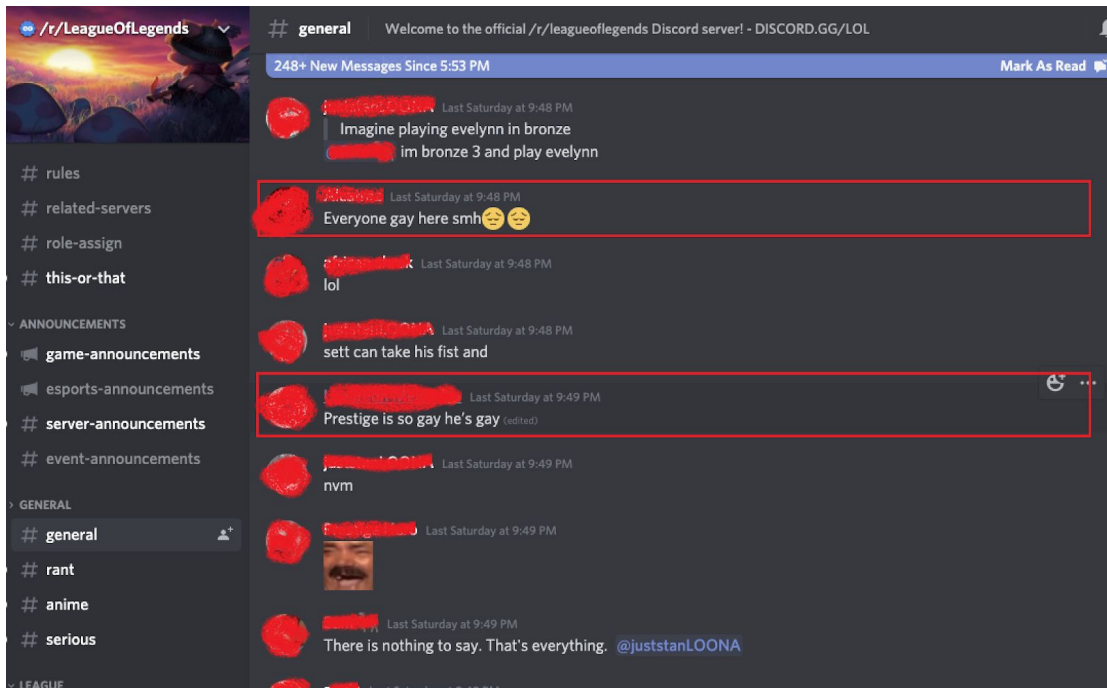 /r/LeagueOfLegends
# general
Welcome to the official /r/leagueoflegends Discord server! - DISCORD.GG/LOL
248+ New Messages Since 5:53 PM
Mark As Read
# rules
# related-servers
# role-assign
# this-or-that
ANNOUNCEMENTS
game-announcements
esports-announcements
# server-announcements
# event-announcements
GENERAL
# general
# rant
# anime
# serious
LEAGUE
Last Saturday at 9:48 PM
Imagine playing evelynn in bronze
im bronze 3 and play evelynn
Last Saturday at 9:48 PM
Everyone gay here smh😔😔
Last Saturday at 9:48 PM
lol
Last Saturday at 9:48 PM
sett can take his fist and
Last Saturday at 9:49 PM
Prestige is so gay he's gay (edited)
Last Saturday at 9:49 PM
nvm
Last Saturday at 9:49 PM
Last Saturday at 9:49 PM
There is nothing to say. That's everything. @juststanLOONA